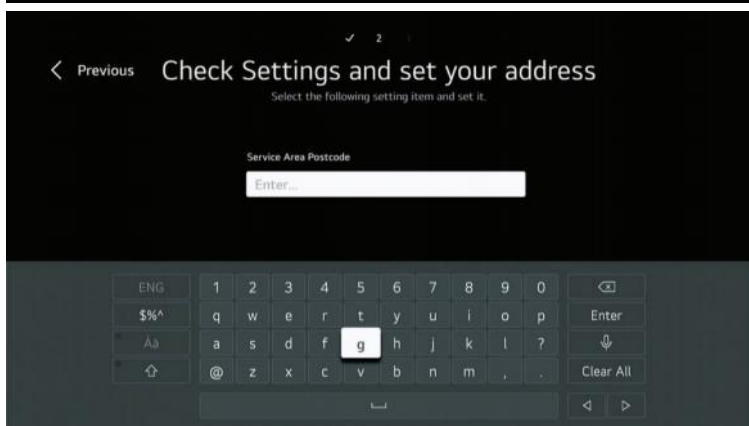 2
Previous
Check Settings and set your address
Select the following setting item and set it.
Service Area Postcode
Enter...
ENG 1 2 3 4 5 6 7 8 9 0
$%^ q w e r t y u i o p Enter
Àà a s d f g h j k l ?
@ z x c v b n m , . Clear All